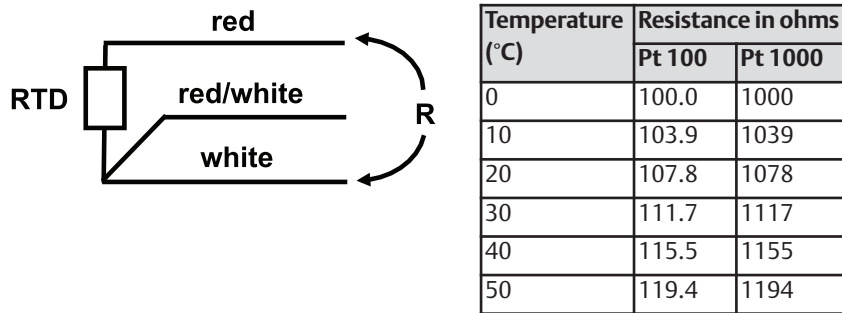 red
RTD
red/white
R
white
Temperature (°C) Resistance in ohms
Pt 100 Pt 1000
0 100.0 1000
10 103.9 1039
20 107.8 1078
30 111.7 1117
40 115.5 1155
50 119.4 1194